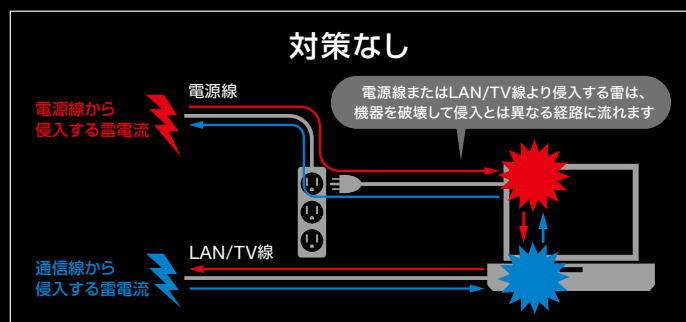 対策なし
電源線
電源線またはLAN/TV線より侵入する雷は、
機器を破壊して侵入とは異なる経路に流れます
電源線から
侵入する雷電流
LAN/TV線
通信線から
侵入する雷電流